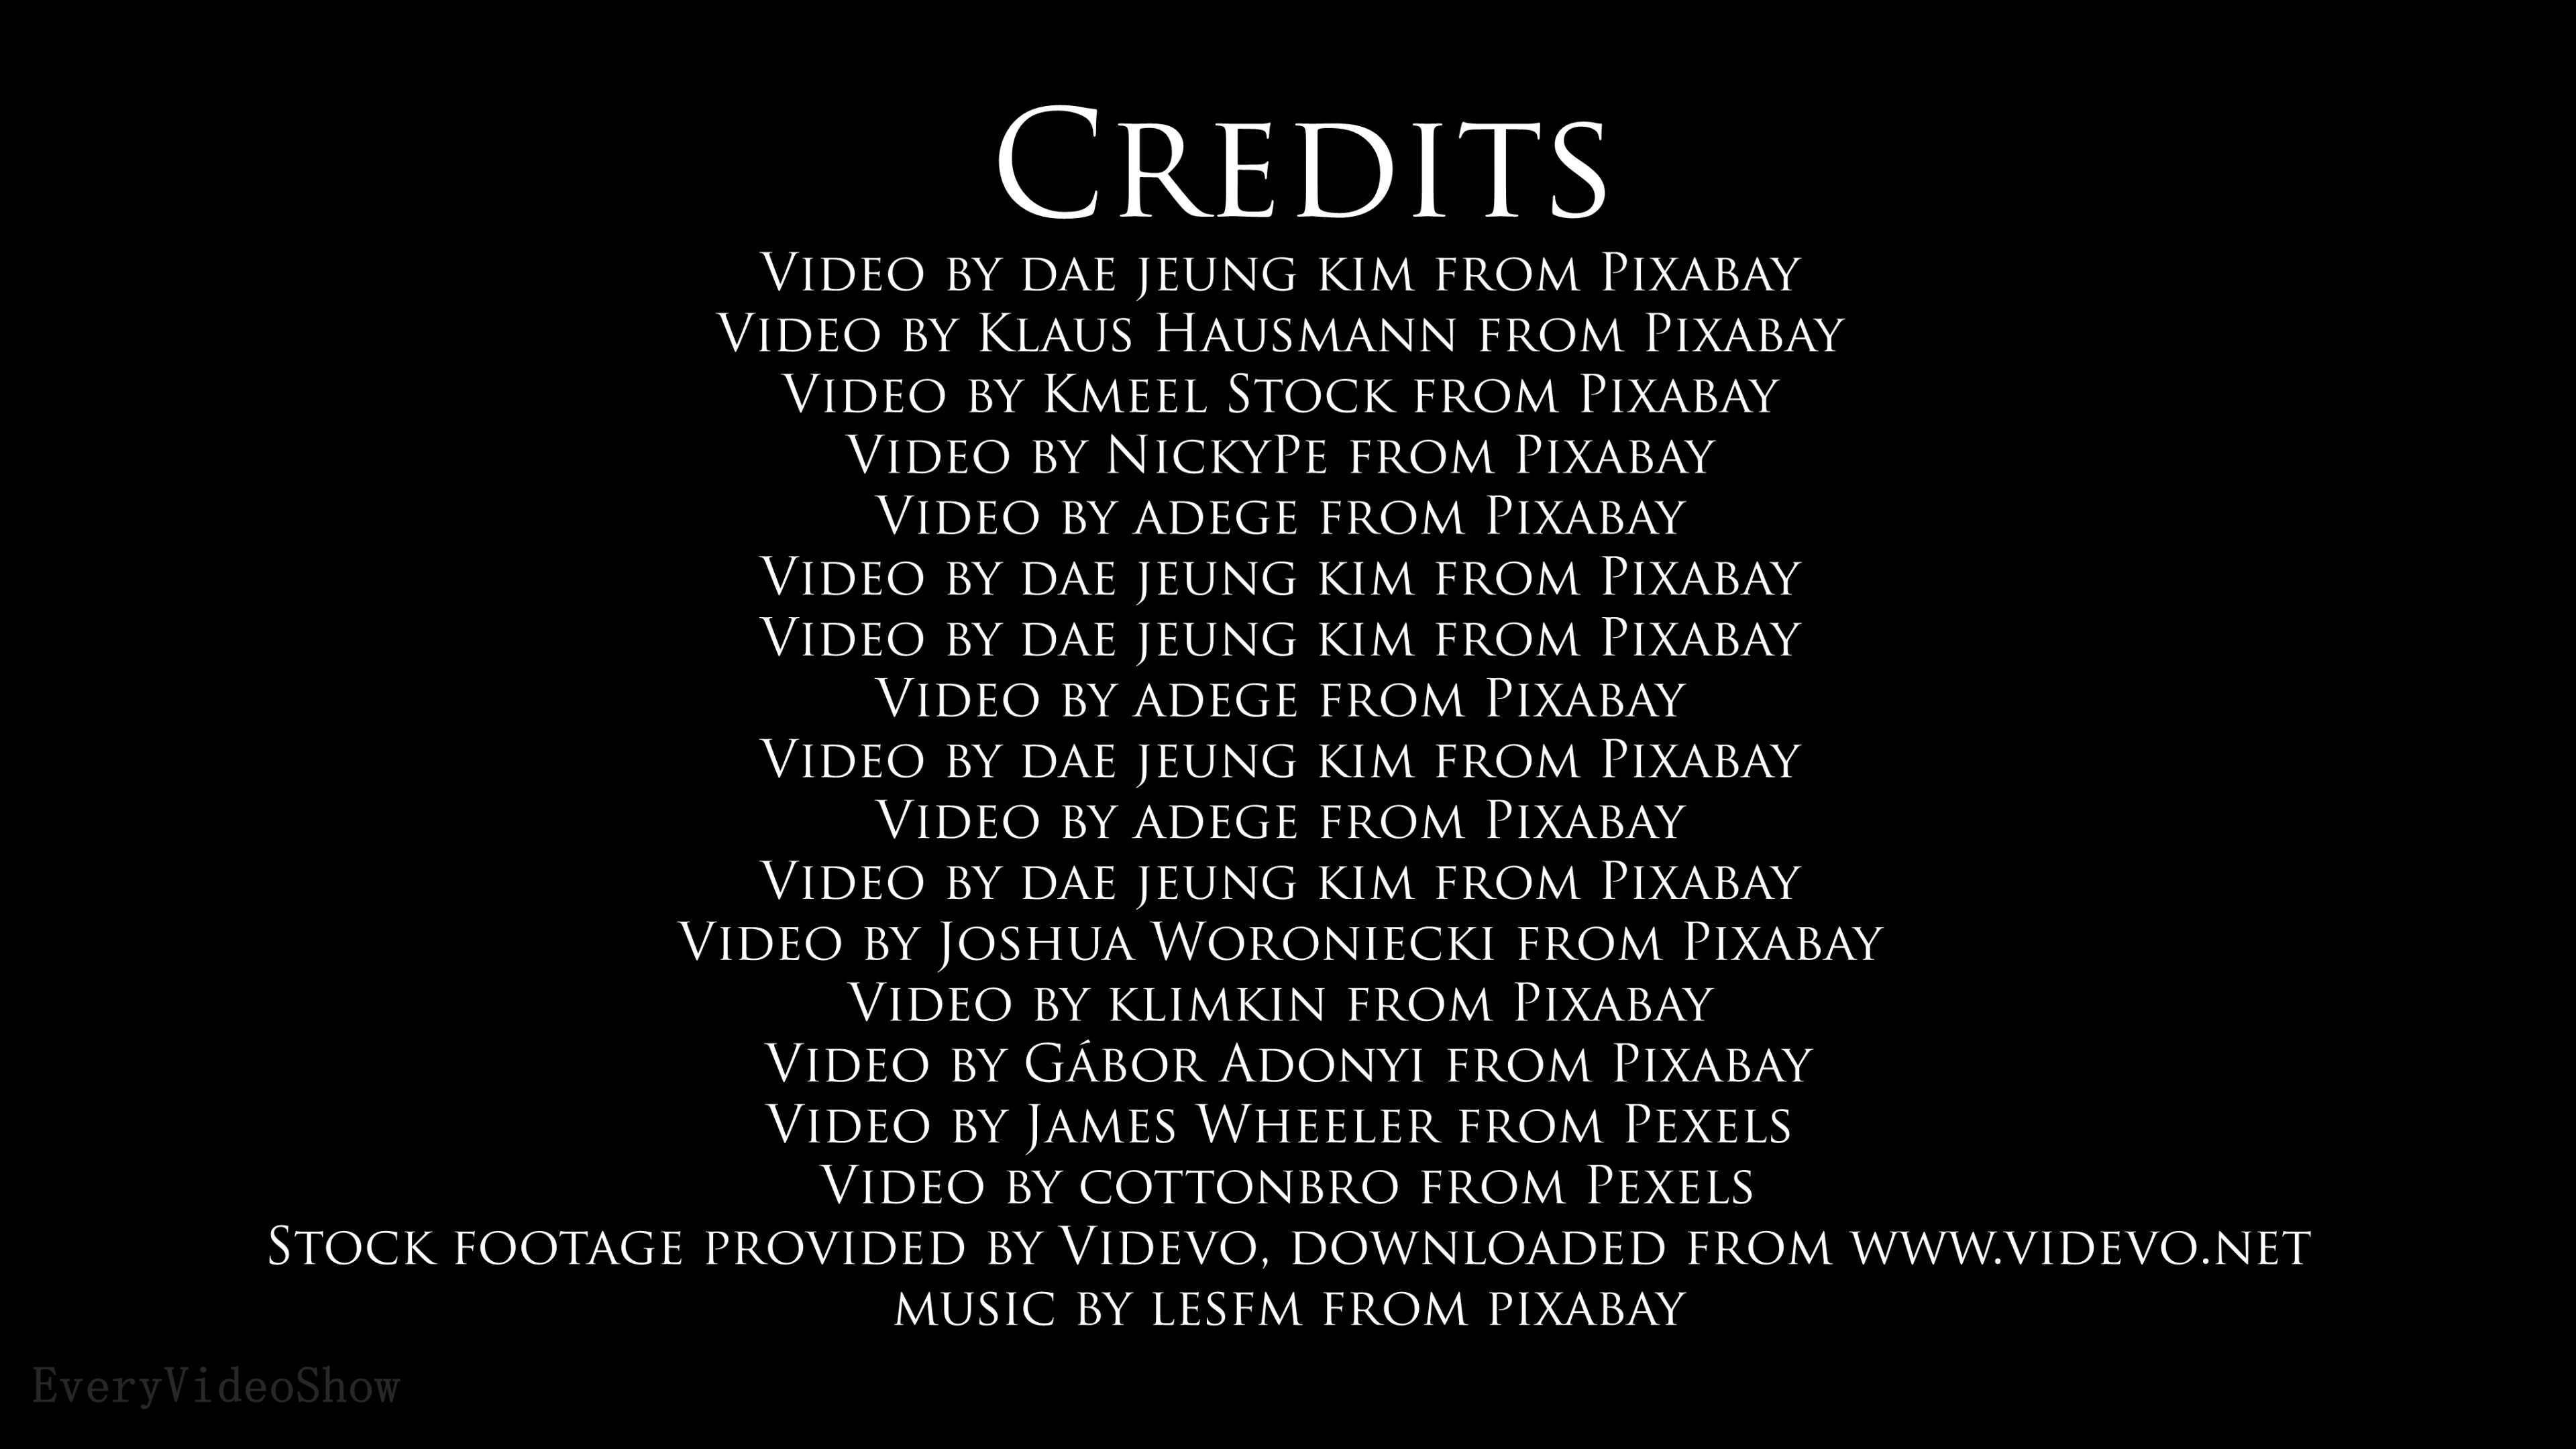 Credits
Video by dae jeung kim from Pixabay
Video by Klaus Hausmann from Pixabay
Video by Kmeel Stock from Pixabay
Video by NickyPe from Pixabay
Video by adege from Pixabay
Video by dae jeung kim from Pixabay
Video by dae jeung kim from Pixabay
Video by adege from Pixabay
Video by dae jeung kim from Pixabay
Video by adege from Pixabay
Video by dae jeung kim from Pixabay
Video by Joshua Woroniecki from Pixabay
Video by klimkin from Pixabay
Video by Gábor Adonyi from Pixabay
Video by James Wheeler from Pexels
Video by cottonbro from Pexels
Stock footage provided by Videvo, downloaded from www.videvo.net
music by lesfm from pixabay
EveryVideoShow